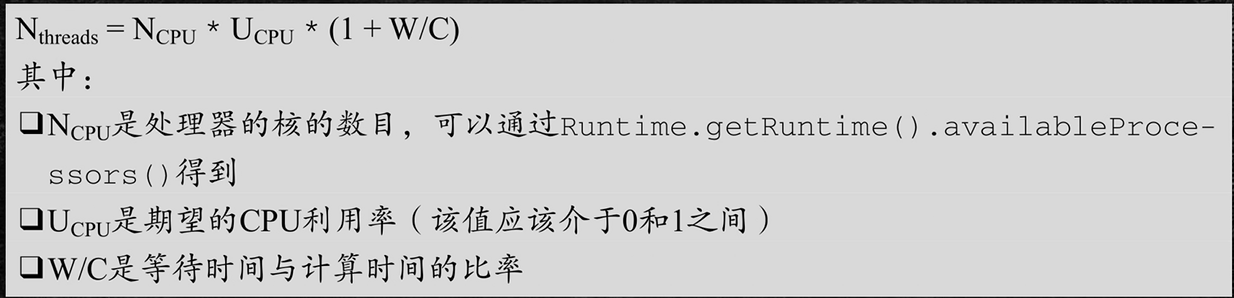 Nthreads = NCPU * UCPU * (1 + W/C)
其中：
❑NCPU是处理器的核的数目，可以通过Runtime.getRuntime().availableProce-
ssors()得到
❑UCPU是期望的CPU利用率（该值应该介于0和1之间）
❑W/C是等待时间与计算时间的比率